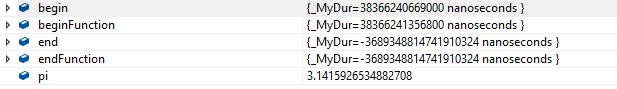 begin {_MyDur=38366240669000 nanoseconds }
beginFunction {_MyDur=38366241356800 nanoseconds }
end {_MyDur=-3689348814741910324 nanoseconds }
endFunction {_MyDur=-3689348814741910324 nanoseconds }
pi 3.1415926534882708